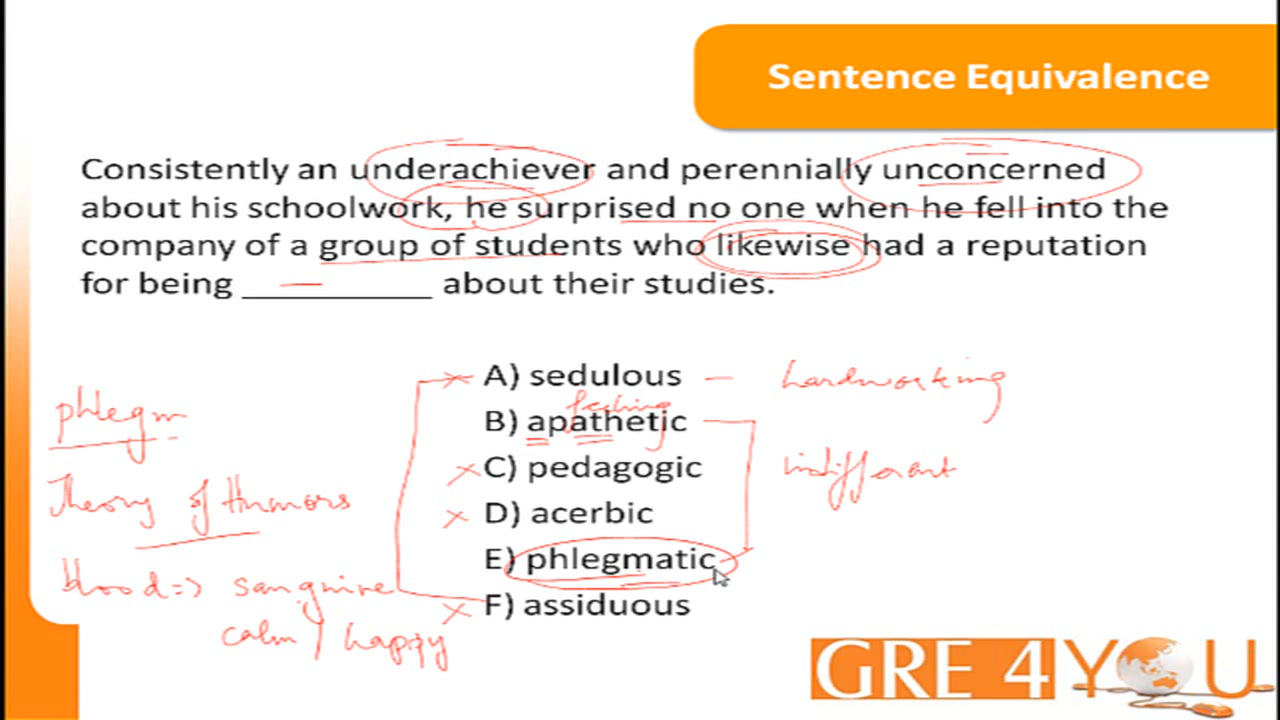 Sentence Equivalence
Consistently an underachiever and perennially unconcerned
about his schoolwork, he surprised no one when he fell into the
company of a group of students who likewise had a reputation
for being __________ about their studies.
A) sedulous – hardworking
feeling
B) apathetic
C) pedagogic
indifferent
D) acerbic
E) phlegmatic
F) assiduous
phlegm
Theory of Humors
blood => sanguine
calm / happy
GRE 4 YOU